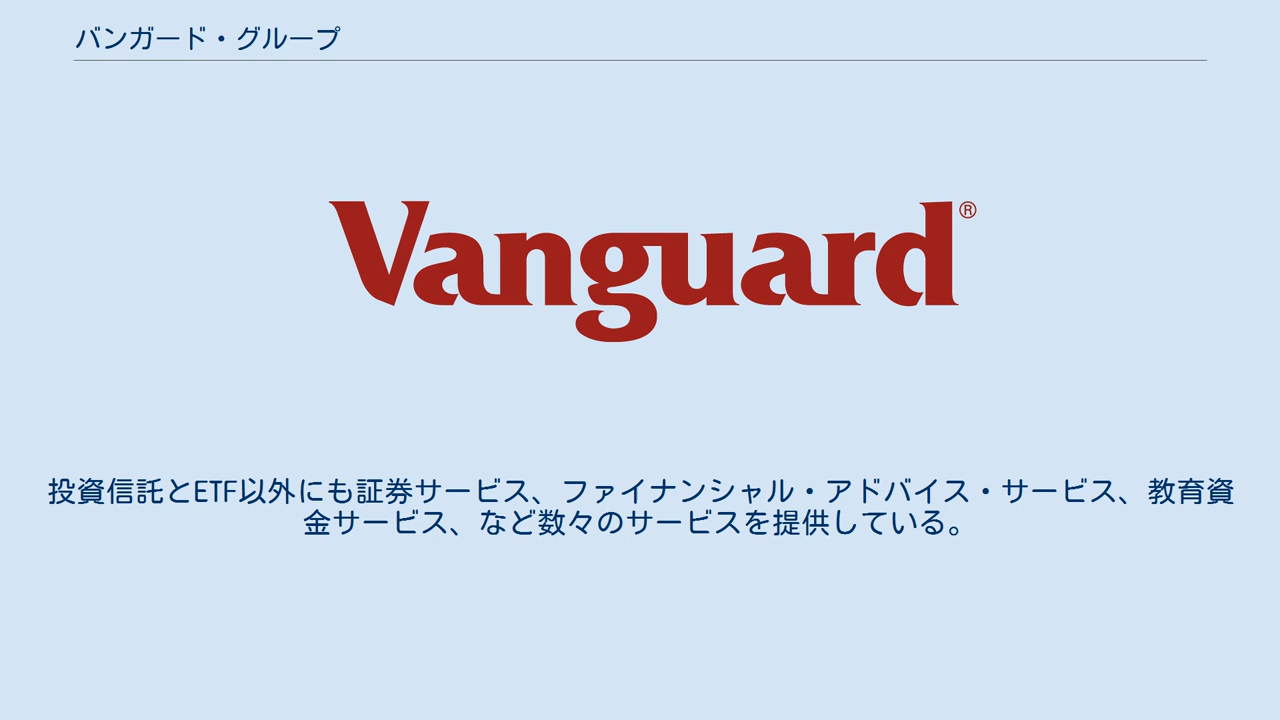 バンガード・グループ
Vanguard®
投資信託とETF以外にも証券サービス、ファイナンシャル・アドバイス・サービス、教育資
金サービス、など数々のサービスを提供している。